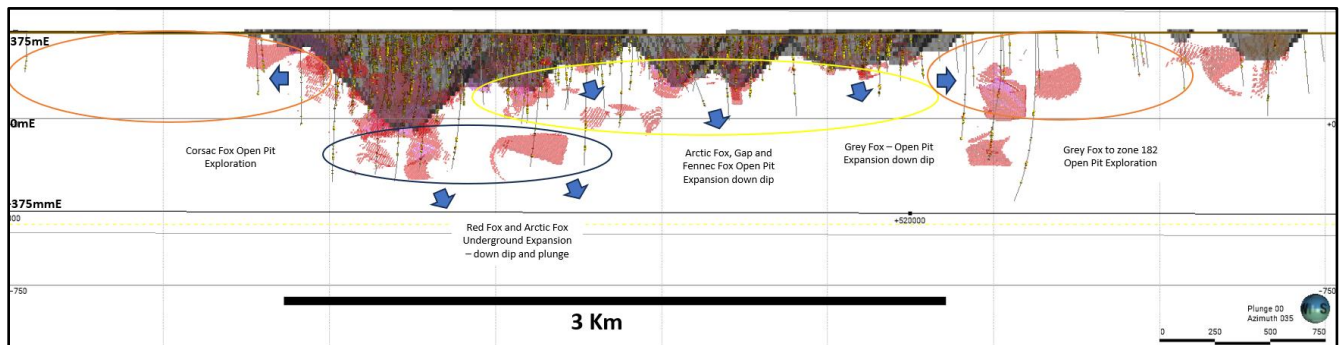 375mE
0mE
+0
Corsac Fox Open Pit
Exploration
Arctic Fox, Gap and
Fennec Fox Open Pit
Expansion down dip
Grey Fox – Open Pit
Expansion down dip
Grey Fox to zone 182
Open Pit Exploration
-375mmE
000
+520000
Red Fox and Arctic Fox
Underground Expansion
– down dip and plunge
-750
-750
3 Km
Plunge 00
Azimuth 035
0 250 500 750